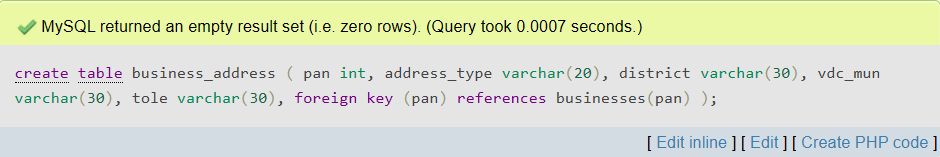 MySQL returned an empty result set (i.e. zero rows). (Query took 0.0007 seconds.)
create table business_address ( pan int, address_type varchar(20), district varchar(30), vdc_mun
varchar(30), tole varchar(30), foreign key (pan) references businesses(pan) );
[ Edit inline ] [ Edit ] [ Create PHP code ]